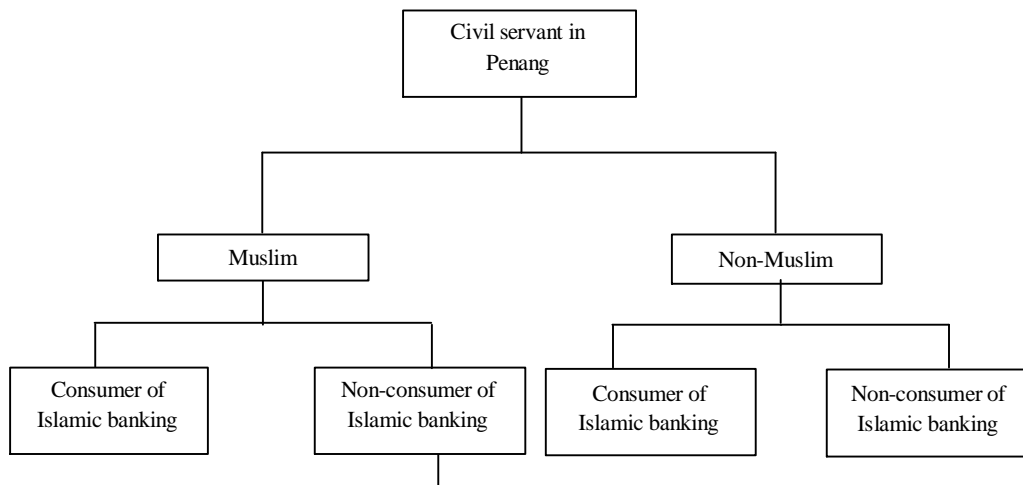 Civil servant in
Penang
Muslim
Non-Muslim
Consumer of
Islamic banking
Non-consumer of
Islamic banking
Consumer of
Islamic banking
Non-consumer of
Islamic banking